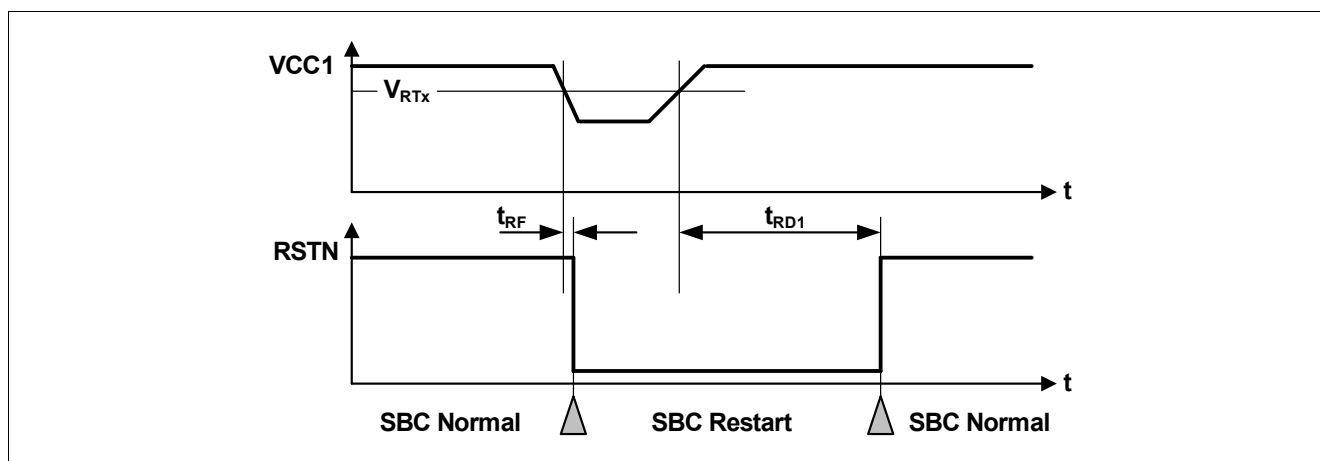 VCC1
VRTx
t
tRF
tRD1
RSTN
t
SBC Normal
SBC Restart
SBC Normal